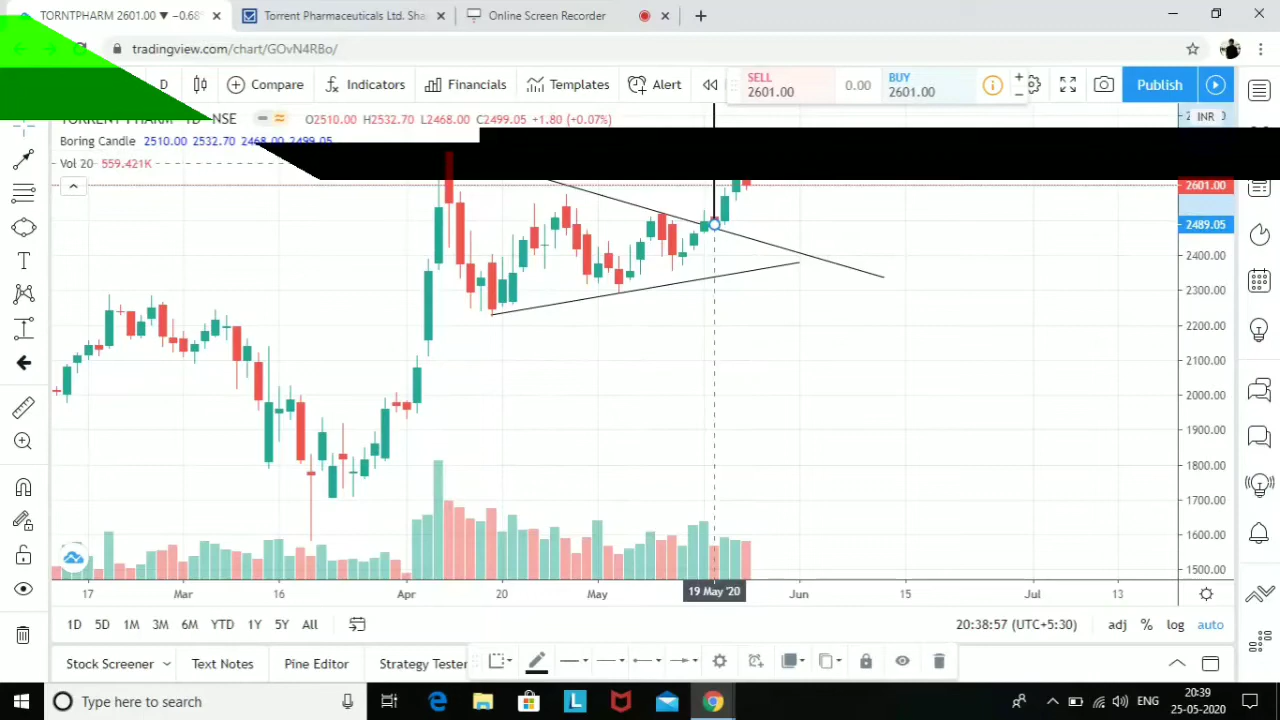 TORNTPHARM 2601.00 ▼ −0.68%
Torrent Pharmaceuticals Ltd. Sha
Online Screen Recorder
tradingview.com/chart/GOvN4RBo/
D
Compare
Indicators
Financials
Templates
Alert
SELL
2601.00
0.00
BUY
2601.00
Publish
NSE
O2510.00 H2532.70 L2468.00 C2499.05 +1.80 (+0.07%)
INR
Boring Candle 2510.00 2532.70 2468.00 2499.05
Vol 20 559.421K
2601.00
2489.05
2400.00
2300.00
2200.00
2100.00
2000.00
1900.00
1800.00
1700.00
1600.00
1500.00
17 Mar 16 Apr 20 May 19 May '20 Jun 15 Jul 13
1D 5D 1M 3M 6M YTD 1Y 5Y All
20:38:57 (UTC+5:30) adj % log auto
Stock Screener Text Notes Pine Editor Strategy Tester
Type here to search
ENG
20:39
25-05-2020